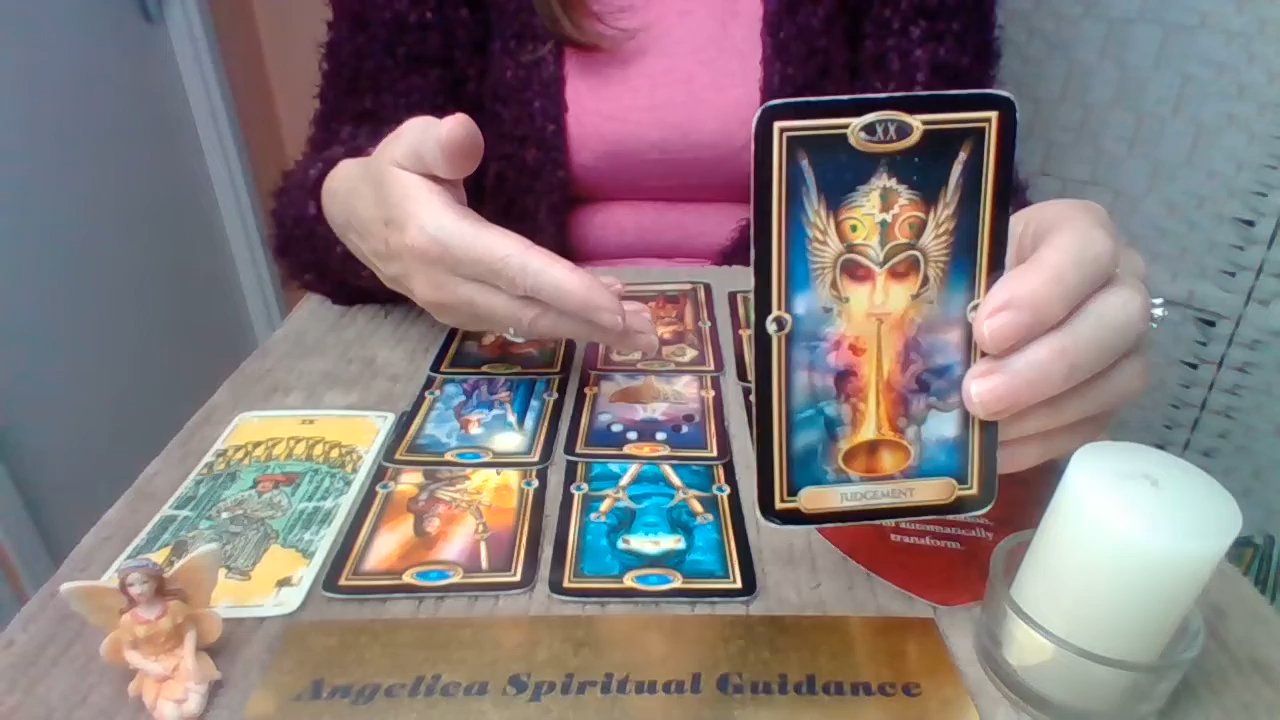 XX
JUDGEMENT
automatically
transform.
Angelica Spiritual Guidance